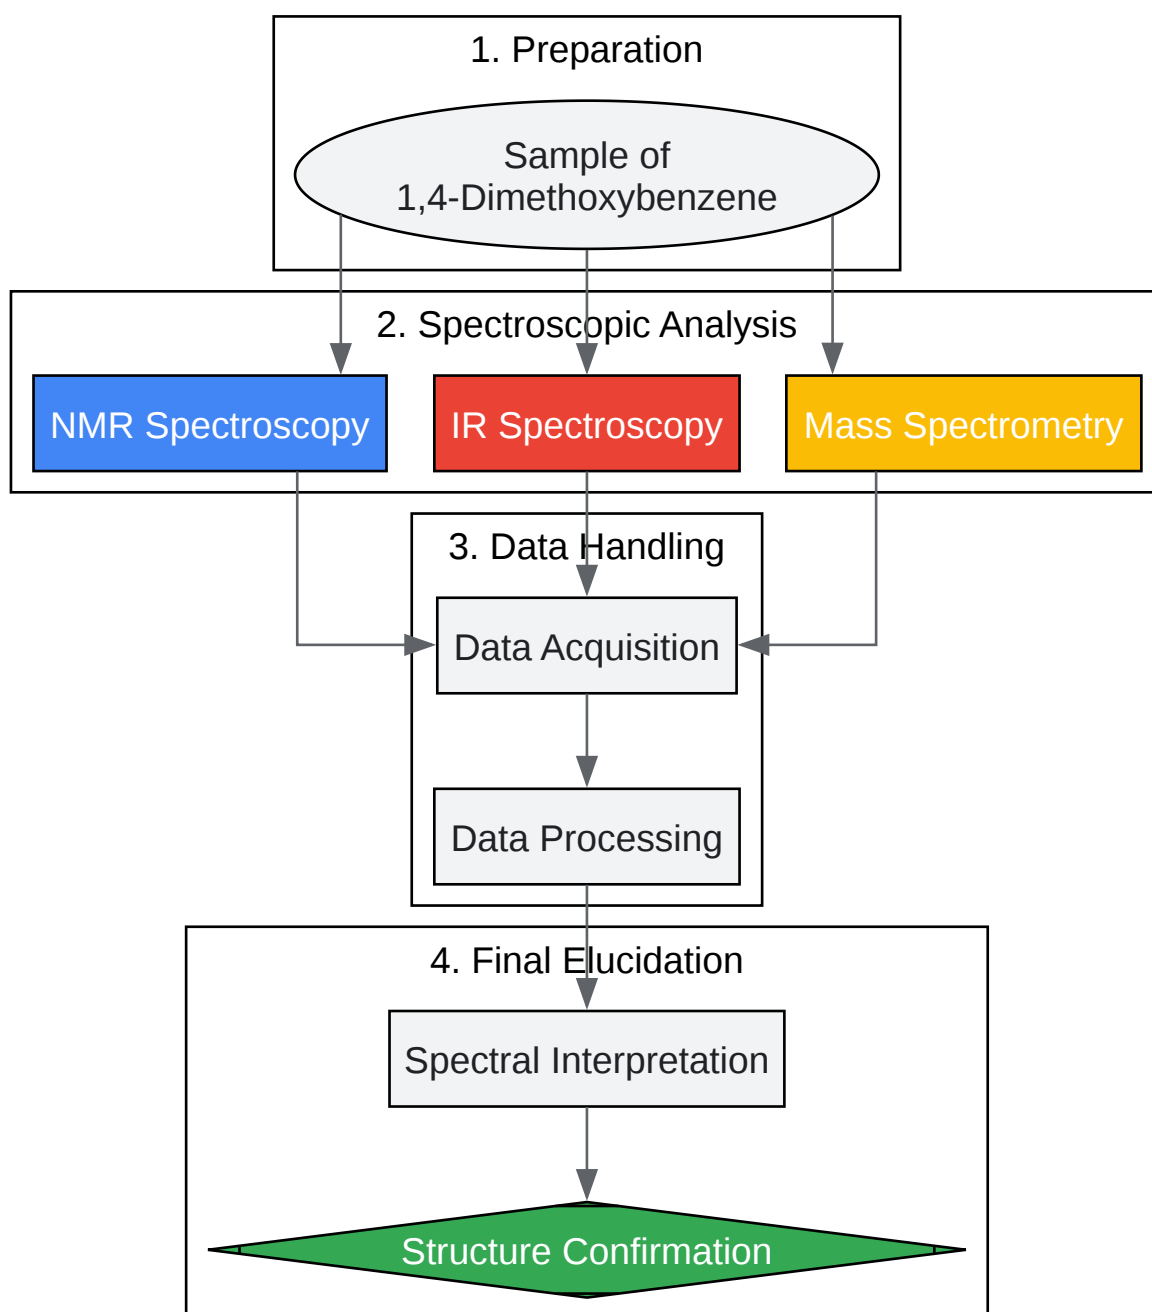 1. Preparation
Sample of
1,4-Dimethoxybenzene
2. Spectroscopic Analysis
NMR Spectroscopy
IR Spectroscopy
Mass Spectrometry
3. Data Handling
Data Acquisition
Data Processing
4. Final Elucidation
Spectral Interpretation
Structure Confirmation